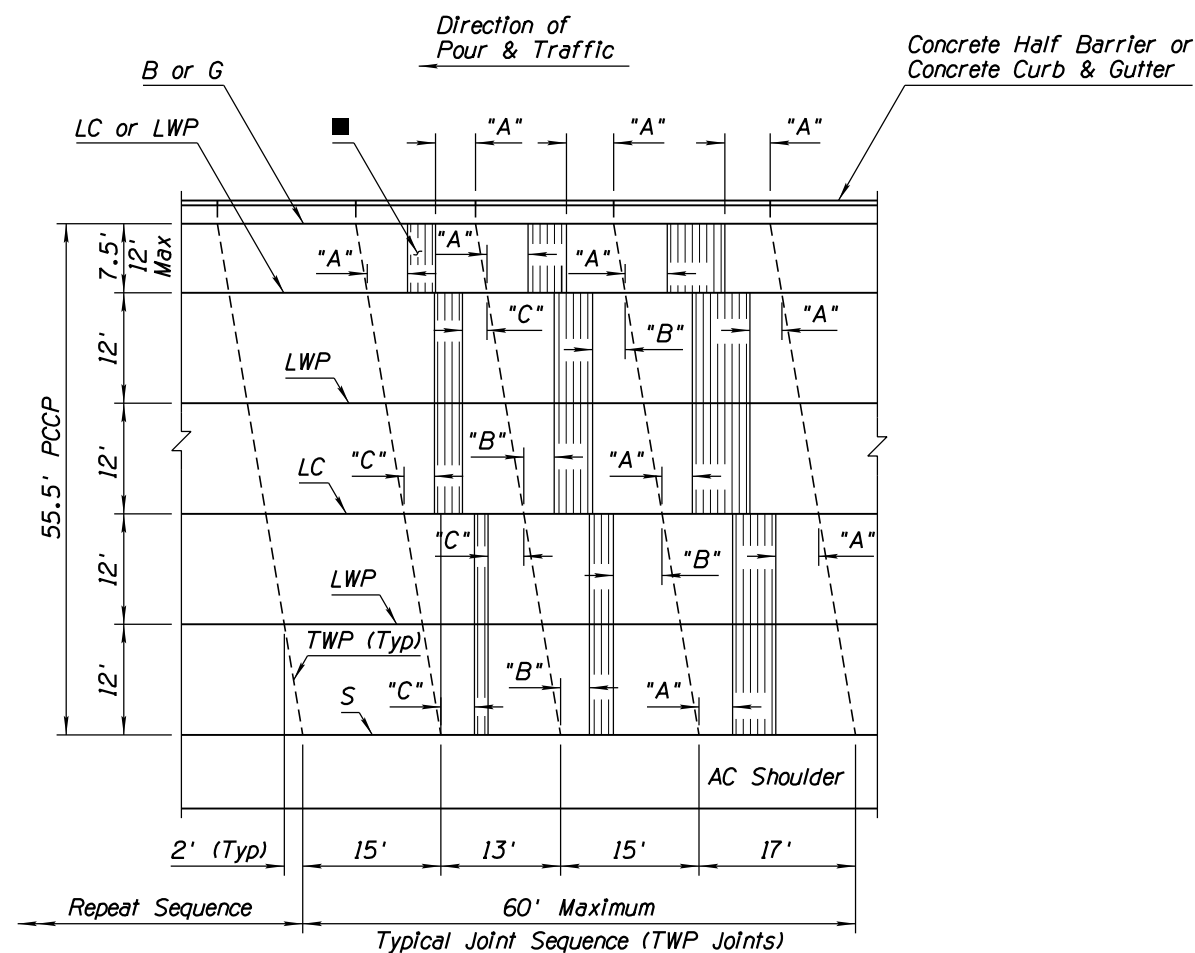 Direction of
Pour & Traffic
Concrete Half Barrier or
Concrete Curb & Gutter
B or G
LC or LWP
■
"A"
"A"
"A"
7.5'
12'
Max
"A"
"A"
"A"
"C"
"B"
"A"
12'
LWP
55.5' PCCP
12'
LC
"C"
"B"
"A"
12'
LWP
"C"
"B"
"A"
12'
TWP (Typ)
S
"C"
"B"
"A"
AC Shoulder
2' (Typ)
15'
13'
15'
17'
Repeat Sequence
60' Maximum
Typical Joint Sequence (TWP Joints)